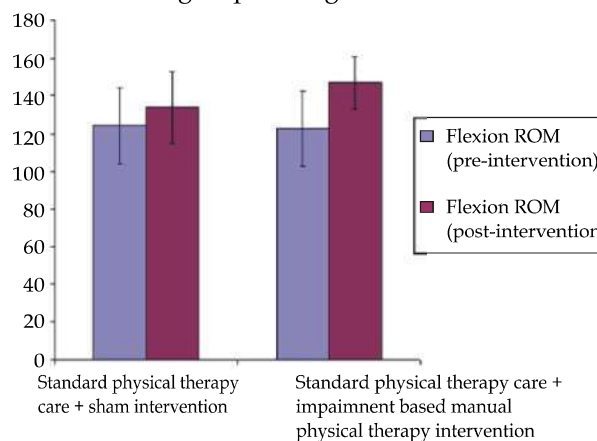 180
160
140
120
100
80
60
40
20
0
Flexion ROM
(pre-intervention)
Flexion ROM
(post-intervention
Standard physical therapy
care + sham intervention
Standard physical therapy care +
impaimnent based manual
physical therapy intervention